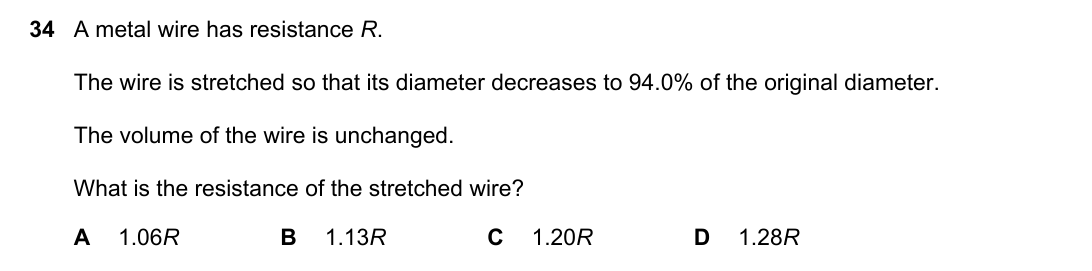 34 A metal wire has resistance R.
The wire is stretched so that its diameter decreases to 94.0% of the original diameter.
The volume of the wire is unchanged.
What is the resistance of the stretched wire?
A 1.06R B 1.13R C 1.20R D 1.28R